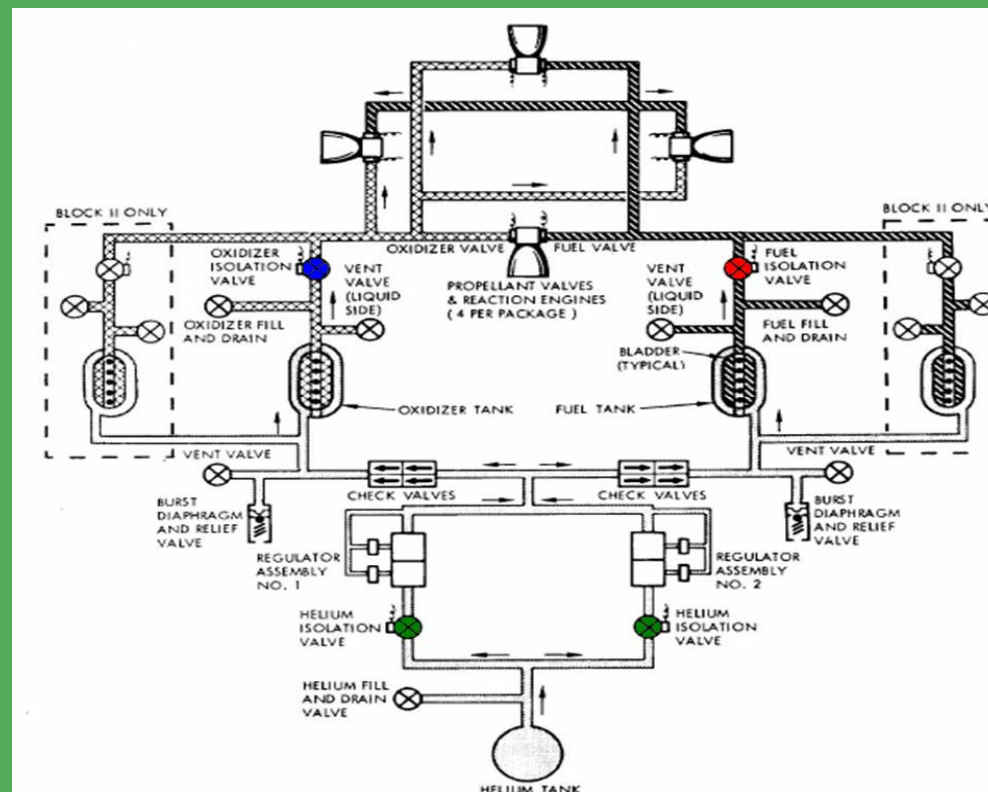 BLOCK II ONLY
BLOCK II ONLY
OXIDIZER VALVE
FUEL VALVE
OXIDIZER
ISOLATION
VALVE
VENT
VALVE
(LIQUID
SIDE)
PROPELLANT VALVES
& REACTION ENGINES
( 4 PER PACKAGE )
VENT
VALVE
(LIQUID
SIDE)
FUEL
ISOLATION
VALVE
OXIDIZER FILL
AND DRAIN
FUEL FILL
AND DRAIN
BLADDER
(TYPICAL)
OXIDIZER TANK
FUEL TANK
VENT VALVE
VENT VALVE
CHECK VALVES
CHECK VALVES
BURST
DIAPHRAGM
AND RELIEF
VALVE
BURST
DIAPHRAGM
AND RELIEF
VALVE
REGULATOR
ASSEMBLY
NO. 1
REGULATOR
ASSEMBLY
NO. 2
HELIUM
ISOLATION
VALVE
HELIUM
ISOLATION
VALVE
HELIUM FILL
AND DRAIN
VALVE
HELIUM TANK